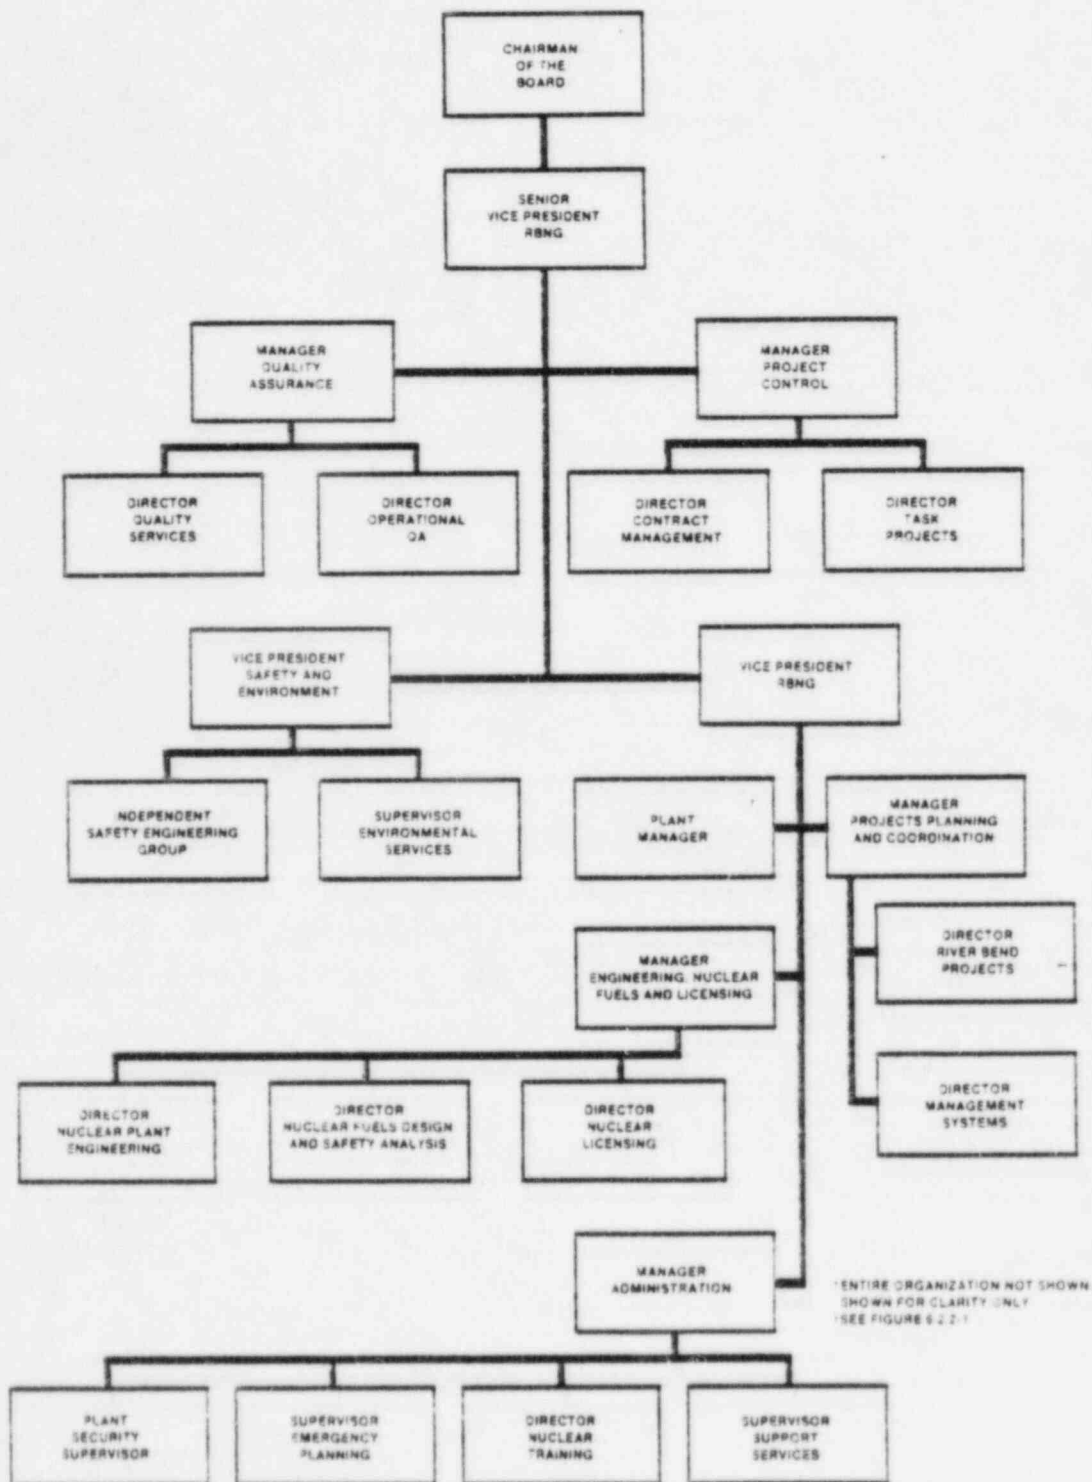 CHAIRMAN
OF THE
BOARD
SENIOR
VICE PRESIDENT
RBNG
MANAGER
QUALITY
ASSURANCE
MANAGER
PROJECT
CONTROL
DIRECTOR
QUALITY
SERVICES
DIRECTOR
OPERATIONAL
QA
DIRECTOR
CONTRACT
MANAGEMENT
DIRECTOR
TASK
PROJECTS
VICE PRESIDENT
SAFETY AND
ENVIRONMENT
VICE PRESIDENT
RBNG
INDEPENDENT
SAFETY ENGINEERING
GROUP
SUPERVISOR
ENVIRONMENTAL
SERVICES
PLANT
MANAGER
MANAGER
PROJECTS PLANNING
AND COORDINATION
MANAGER
ENGINEERING, NUCLEAR
FUELS AND LICENSING
DIRECTOR
RIVER BEND
PROJECTS
DIRECTOR
MANAGEMENT
SYSTEMS
DIRECTOR
NUCLEAR PLANT
ENGINEERING
DIRECTOR
NUCLEAR FUELS DESIGN
AND SAFETY ANALYSIS
DIRECTOR
NUCLEAR
LICENSING
MANAGER
ADMINISTRATION
ENTIRE ORGANIZATION NOT SHOWN
SHOWN FOR CLARITY ONLY
SEE FIGURE 6.2.2-1
PLANT
SECURITY
SUPERVISOR
SUPERVISOR
EMERGENCY
PLANNING
DIRECTOR
NUCLEAR
TRAINING
SUPERVISOR
SUPPORT
SERVICES